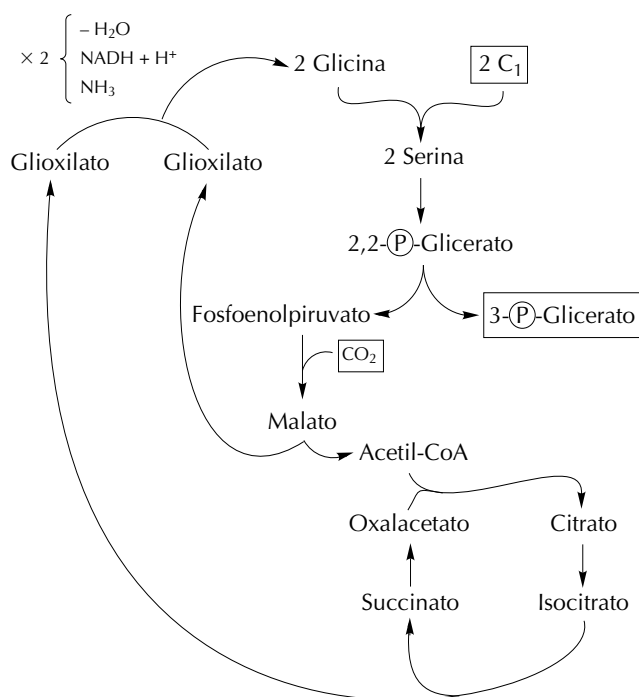 – H₂O
× 2 NADH + H⁺
NH₃
2 Glicina
2 C₁
Glioxilato
Glioxilato
2 Serina
2,2-P-Glicerato
Fosfoenolpiruvato
3-P-Glicerato
CO₂
Malato
Acetil-CoA
Oxalacetato
Citrato
Succinato
Isocitrato